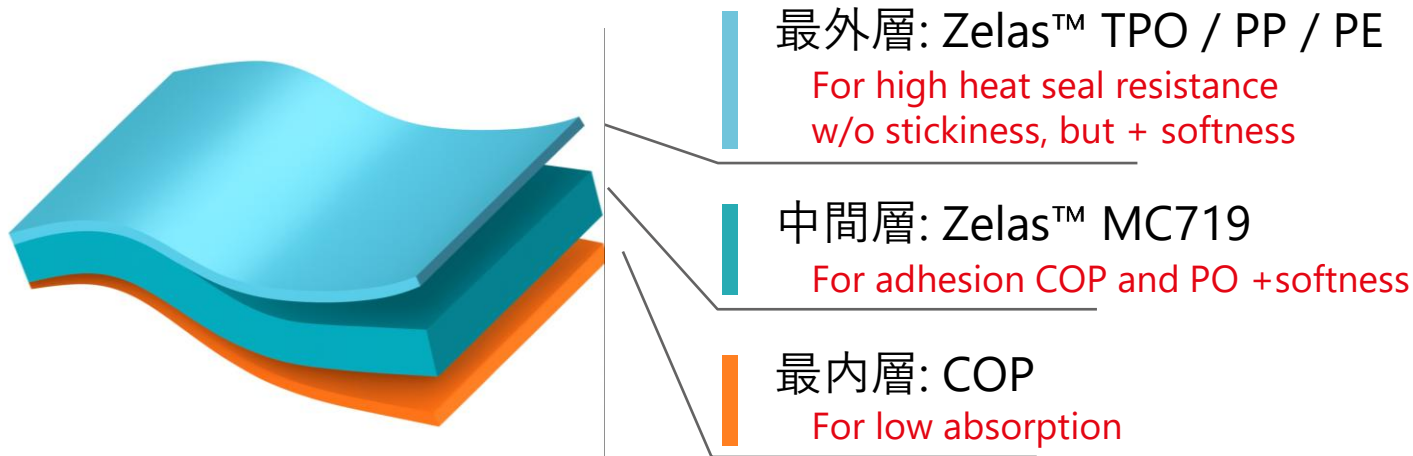 最外層: Zelas™ TPO / PP / PE
For high heat seal resistance
w/o stickiness, but + softness
中間層: Zelas™ MC719
For adhesion COP and PO +softness
最内層: COP
For low absorption